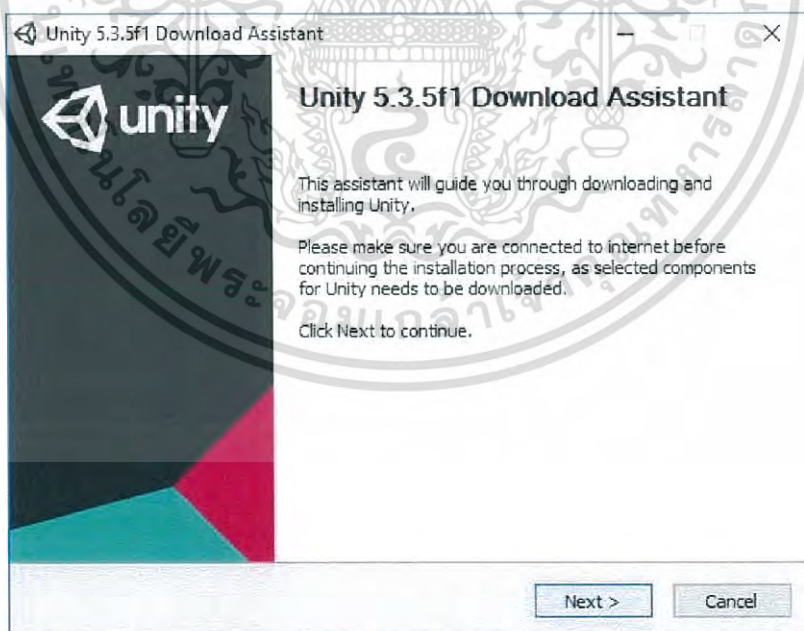 Unity 5.3.5f1 Download Assistant
unity
Unity 5.3.5f1 Download Assistant
This assistant will guide you through downloading and
installing Unity.
Please make sure you are connected to internet before
continuing the installation process, as selected components
for Unity needs to be downloaded.
Click Next to continue.
Next >
Cancel